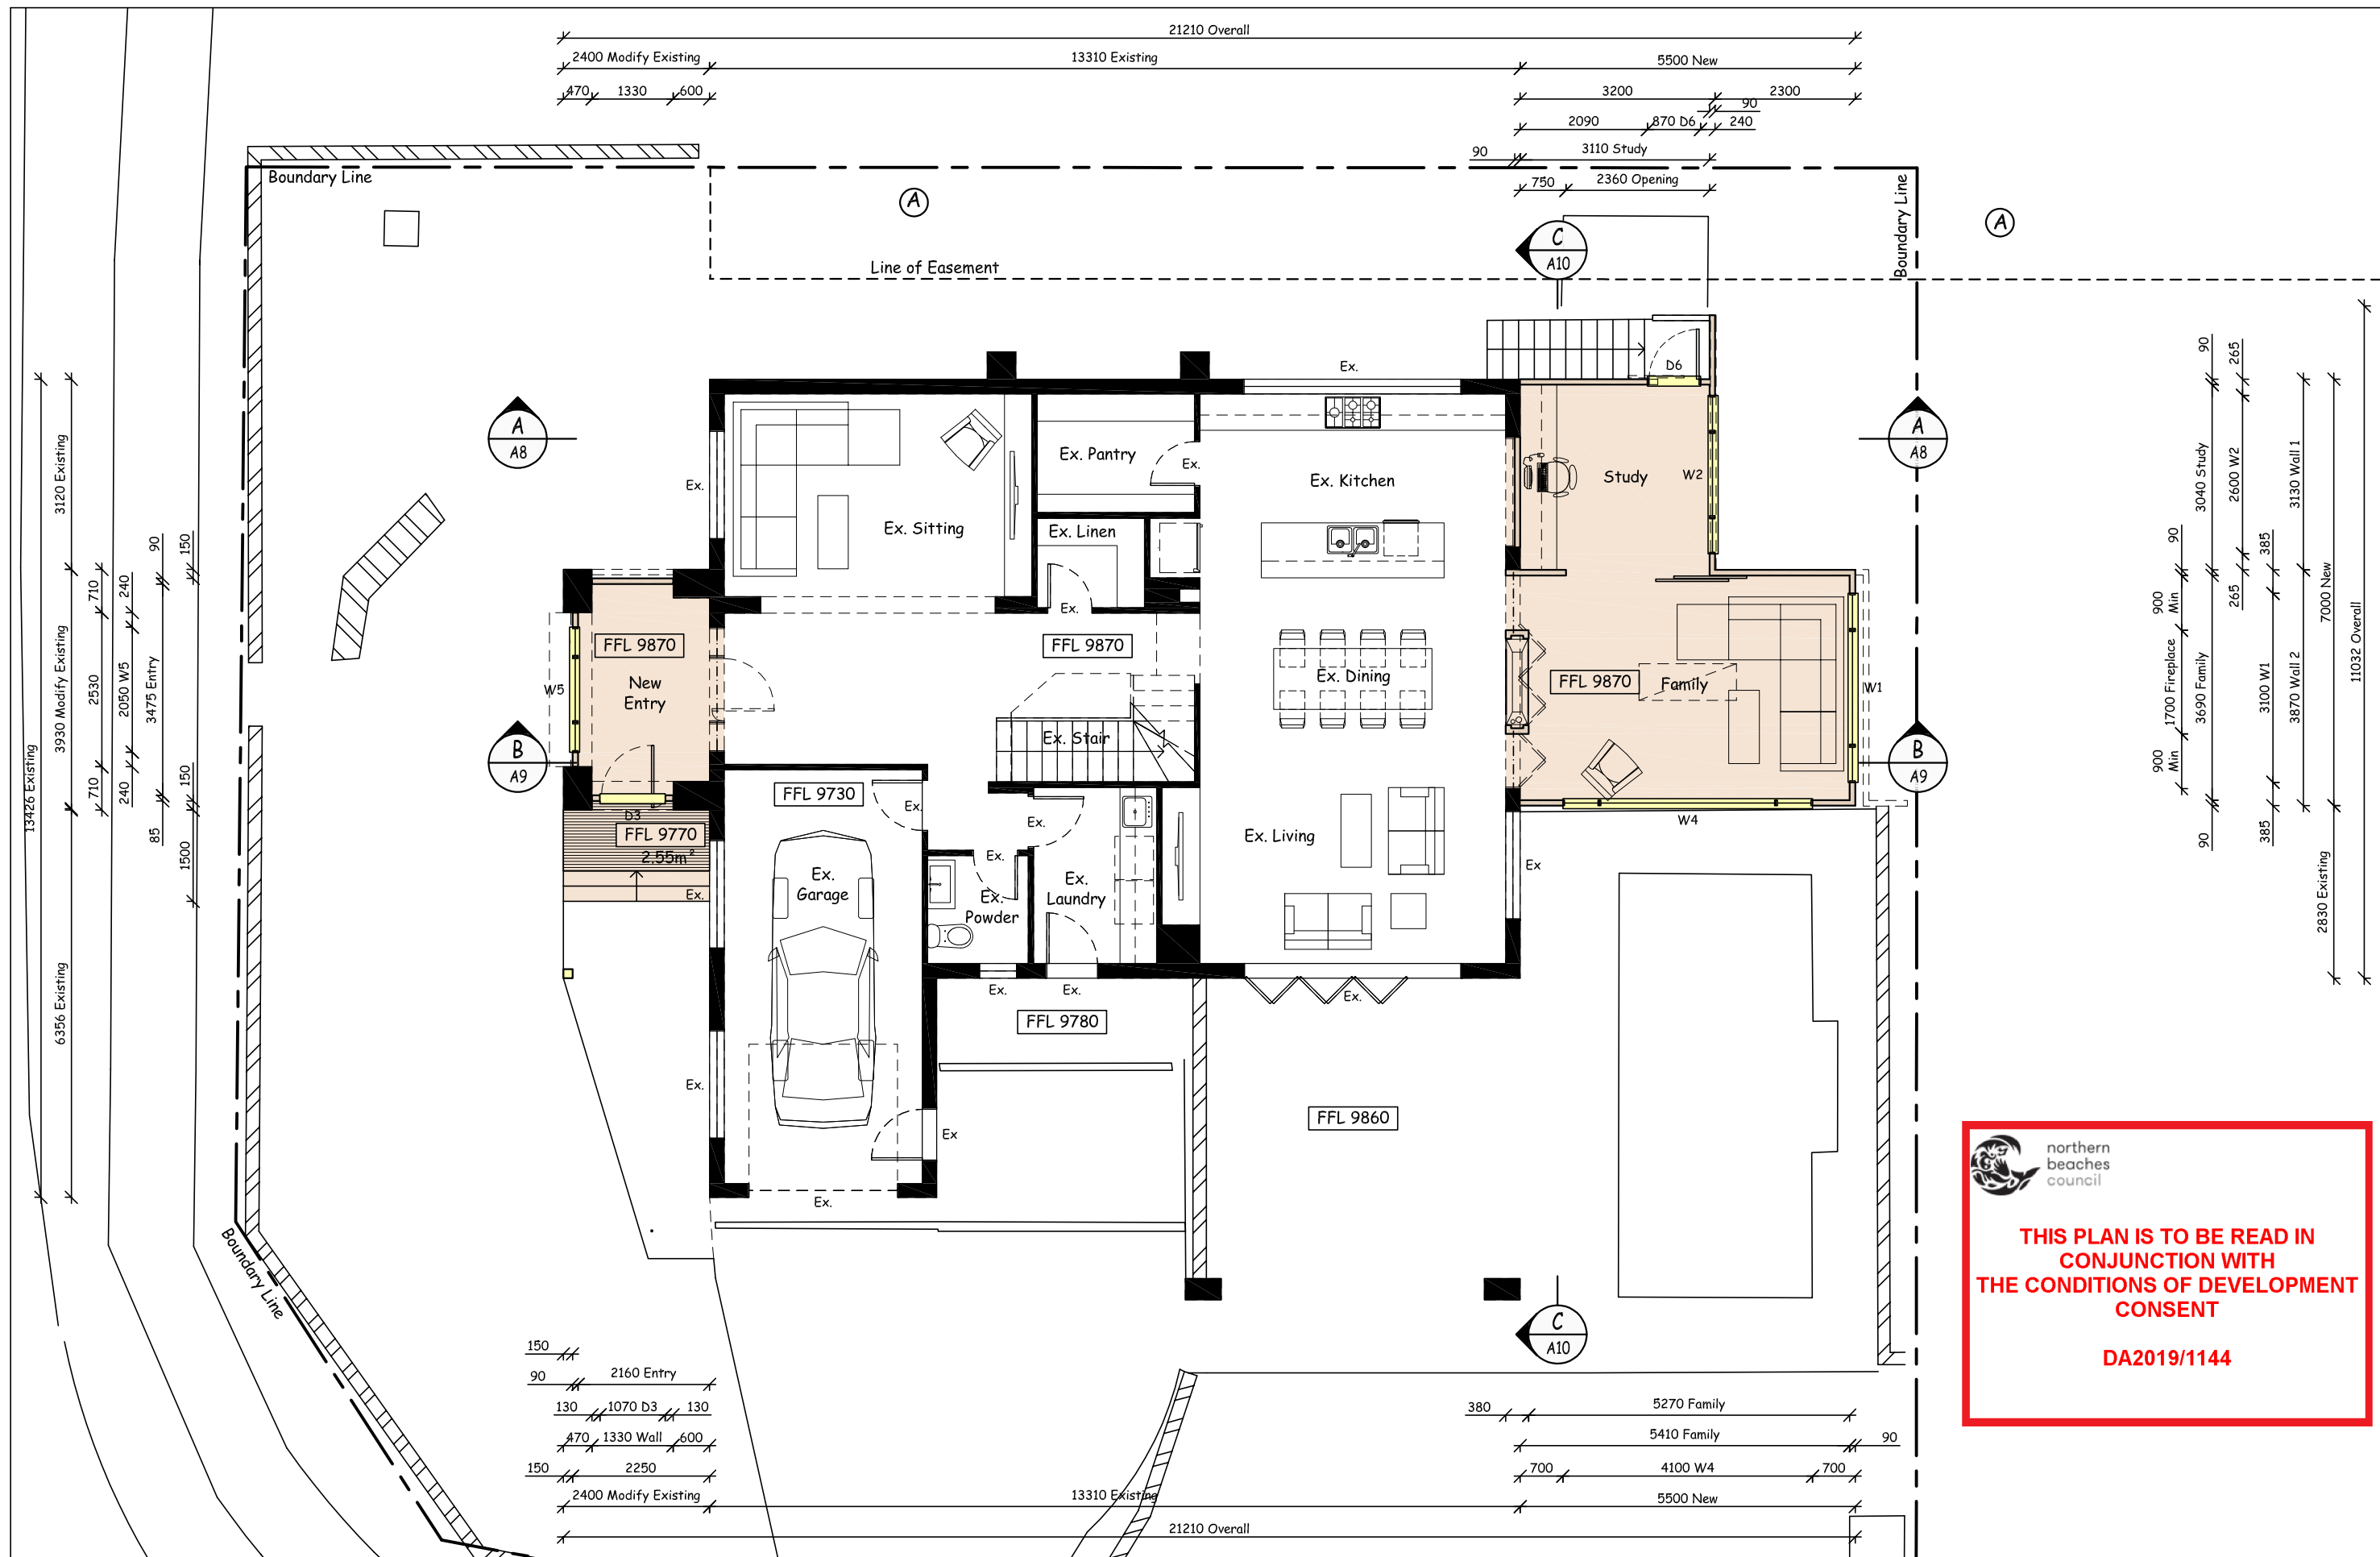 21210 Overall
2400 Modify Existing
13310 Existing
5500 New
470
1330
600
3200
2300
90
2090
870 D6
240
90
3110 Study
750
2360 Opening
Boundary Line
Boundary Line
A
A
Line of Easement
C
A10
D6
Ex.
A
A8
Ex.
Ex. Pantry
Ex.
Ex. Kitchen
Study
W2
A
A8
Ex. Sitting
Ex. Linen
Ex.
FFL 9870
FFL 9870
W5
New
Entry
Ex. Dining
FFL 9870
Family
W1
Ex. Stair
B
A9
B
A9
FFL 9730
Ex.
D3
FFL 9770
2.55m²
Ex.
Ex.
Ex. Living
W4
Ex
Ex.
Garage
Ex.
Ex.
Powder
Ex.
Laundry
Ex.
Ex.
Ex.
FFL 9780
Ex.
Ex.
FFL 9860
Ex
Ex.
Boundary Line
C
A10
13426 Existing
3120 Existing
3930 Modify Existing
6356 Existing
710
2530
710
240
2050 W5
240
90
3475 Entry
85
150
150
1500
900
Min
1700 Fireplace
900
Min
90
3040 Study
90
3690 Family
90
265
2600 W2
265
385
3100 W1
385
3130 Wall 1
3870 Wall 2
7000 New
2830 Existing
11032 Overall
150
90
2160 Entry
130
1070 D3
130
470
1330 Wall
600
150
2250
2400 Modify Existing
13310 Existing
5500 New
21210 Overall
380
5270 Family
5410 Family
90
700
4100 W4
700
northern
beaches
council
THIS PLAN IS TO BE READ IN
CONJUNCTION WITH
THE CONDITIONS OF DEVELOPMENT
CONSENT
DA2019/1144